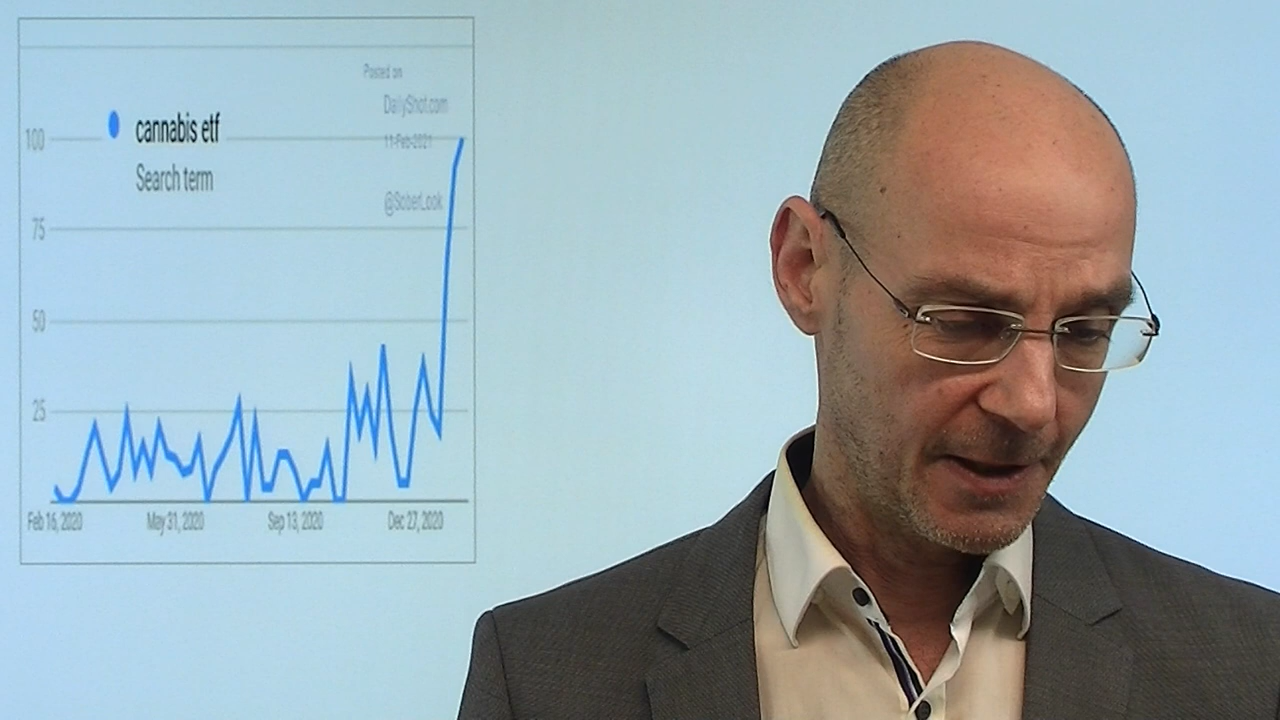 Posted on
DailyShot.com
100
cannabis etf
11-Feb-2021
Search term
@SoberLook
75
50
25
Feb 16, 2020
May 31, 2020
Sep 13, 2020
Dec 27, 2020